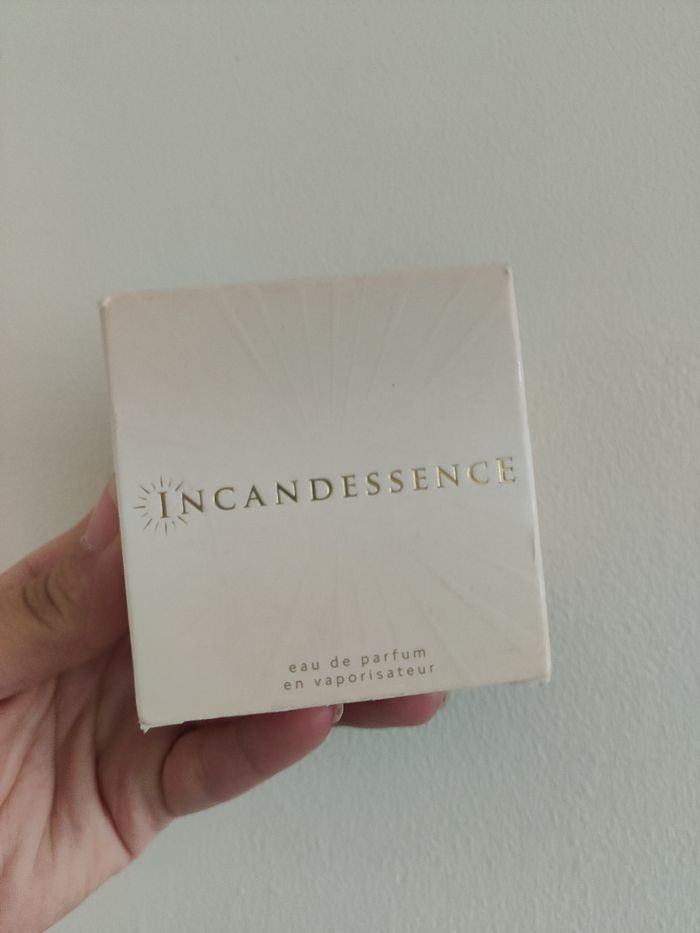 INCANDESSENCE
eau de parfum
en vaporisateur